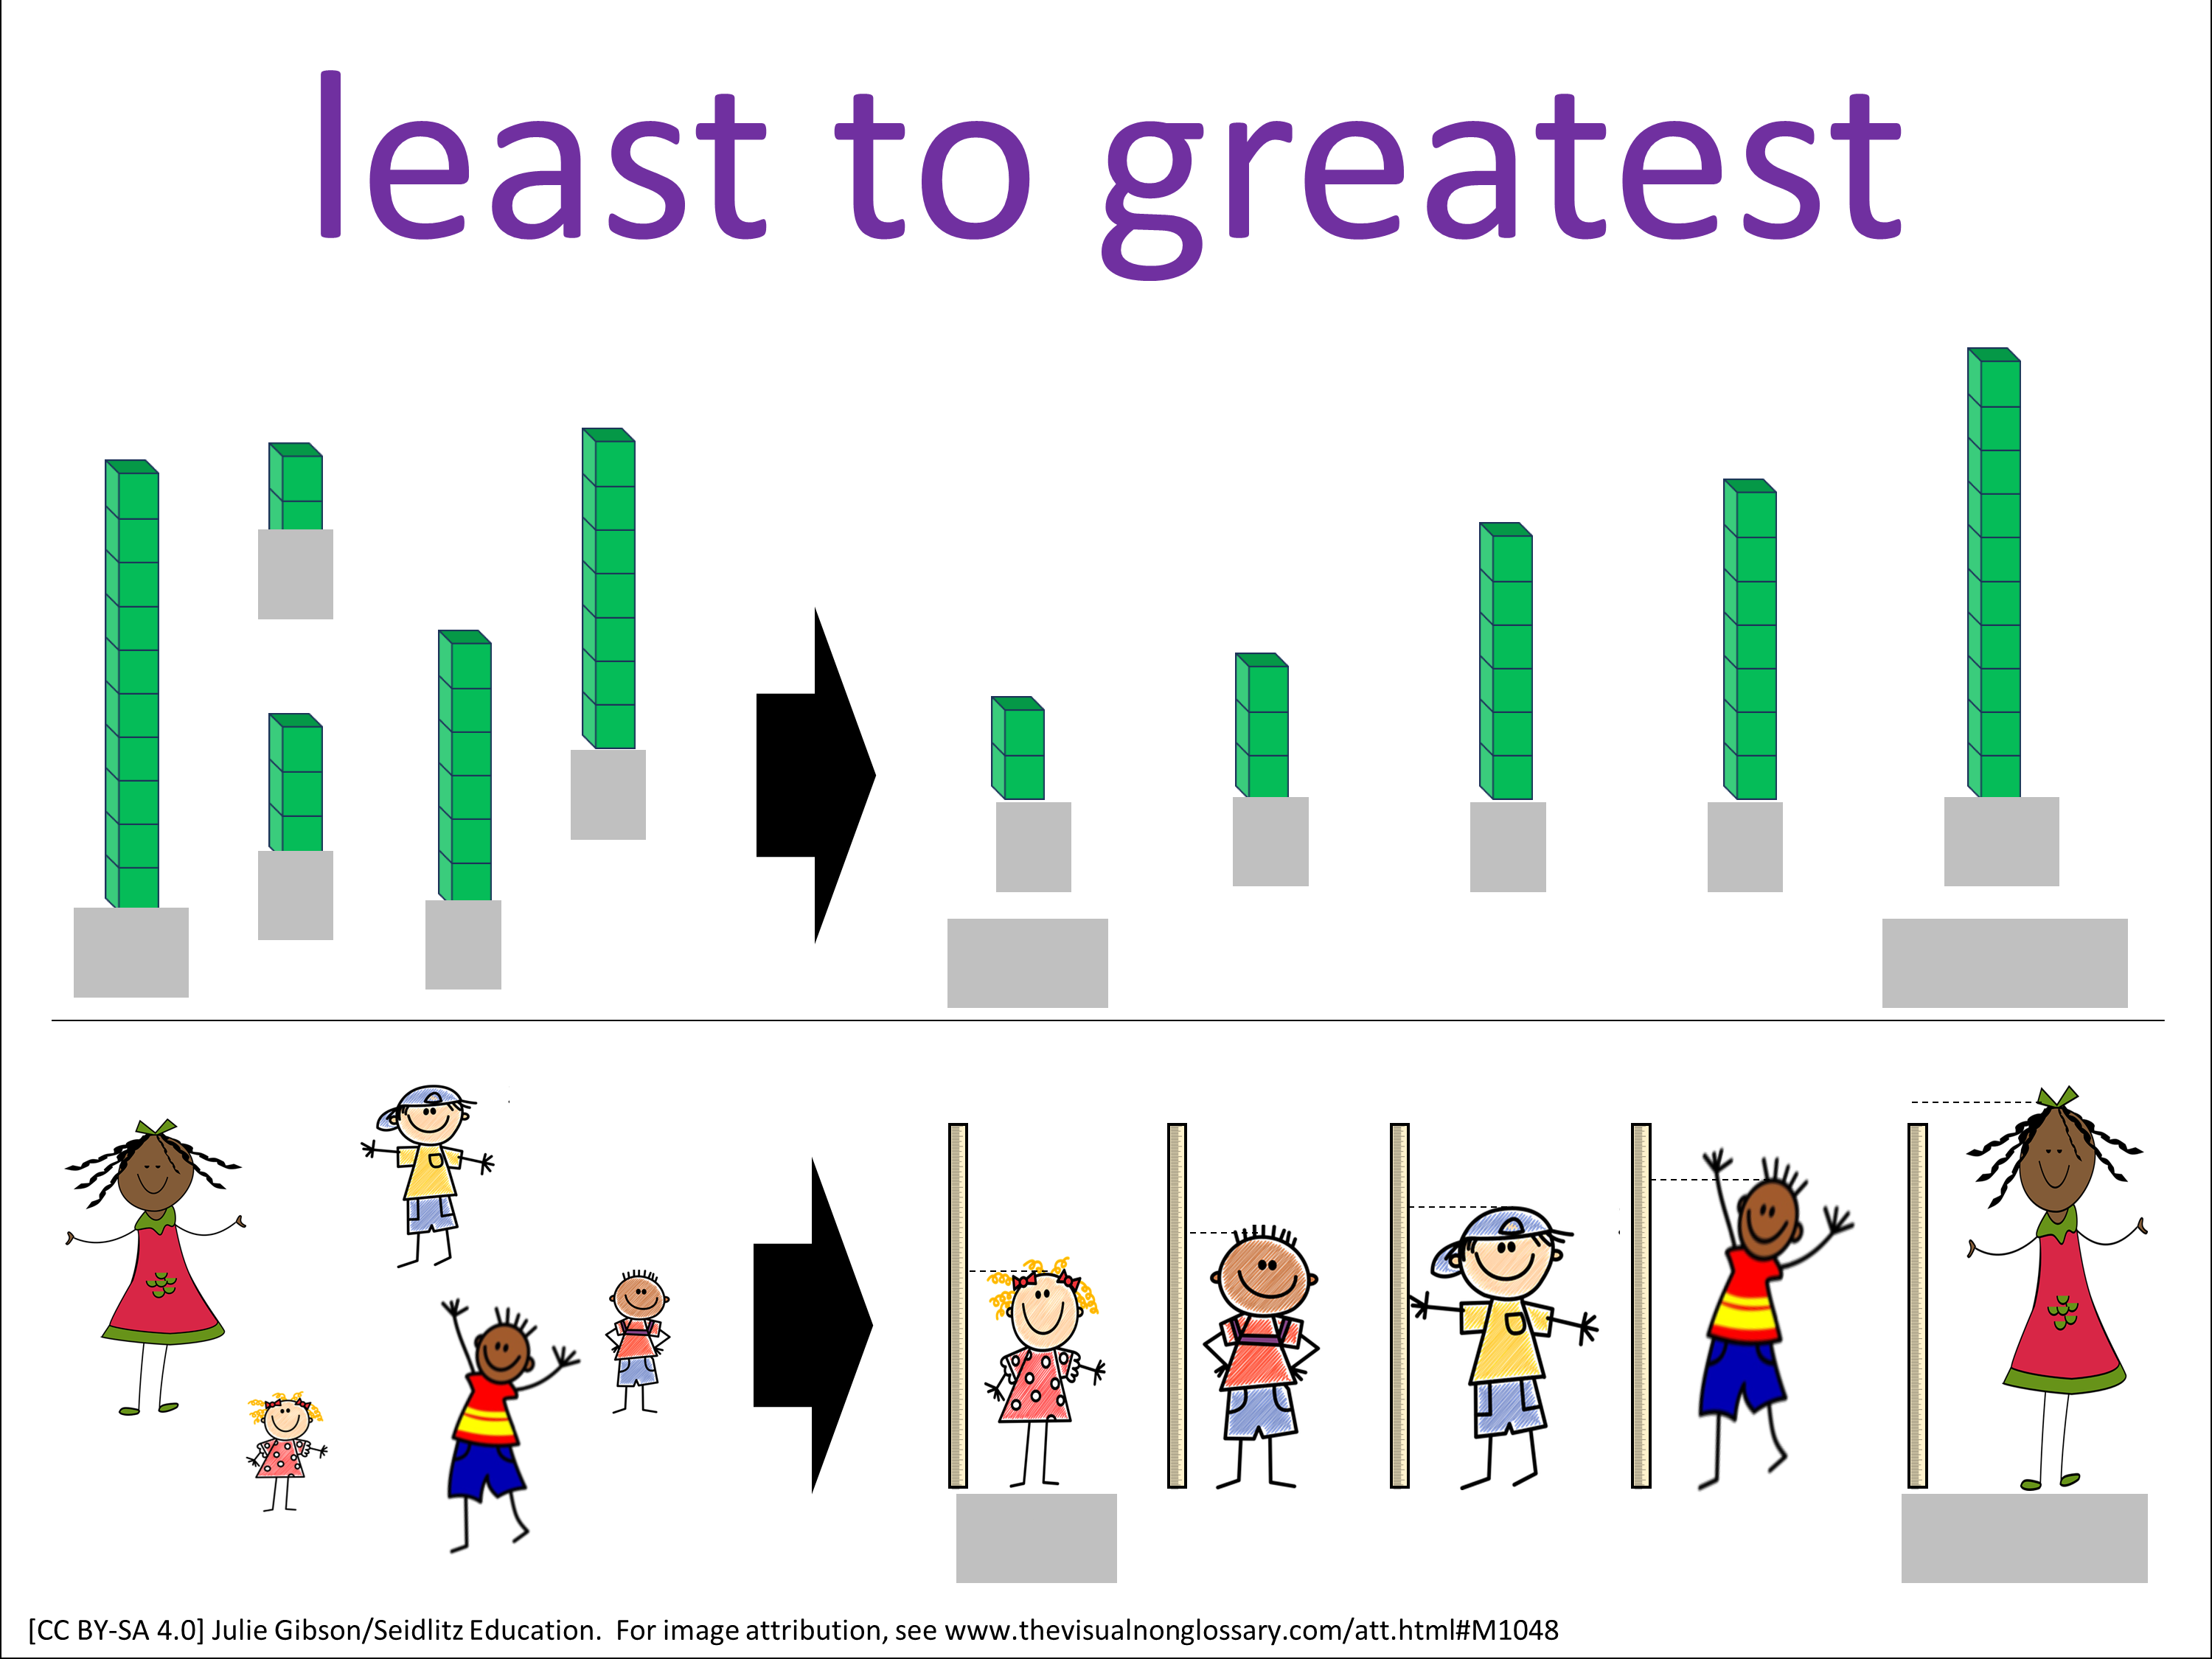 least to greatest
[CC BY-SA 4.0] Julie Gibson/Seidlitz Education.  For image attribution, see www.thevisualnonglossary.com/att.html#M1048